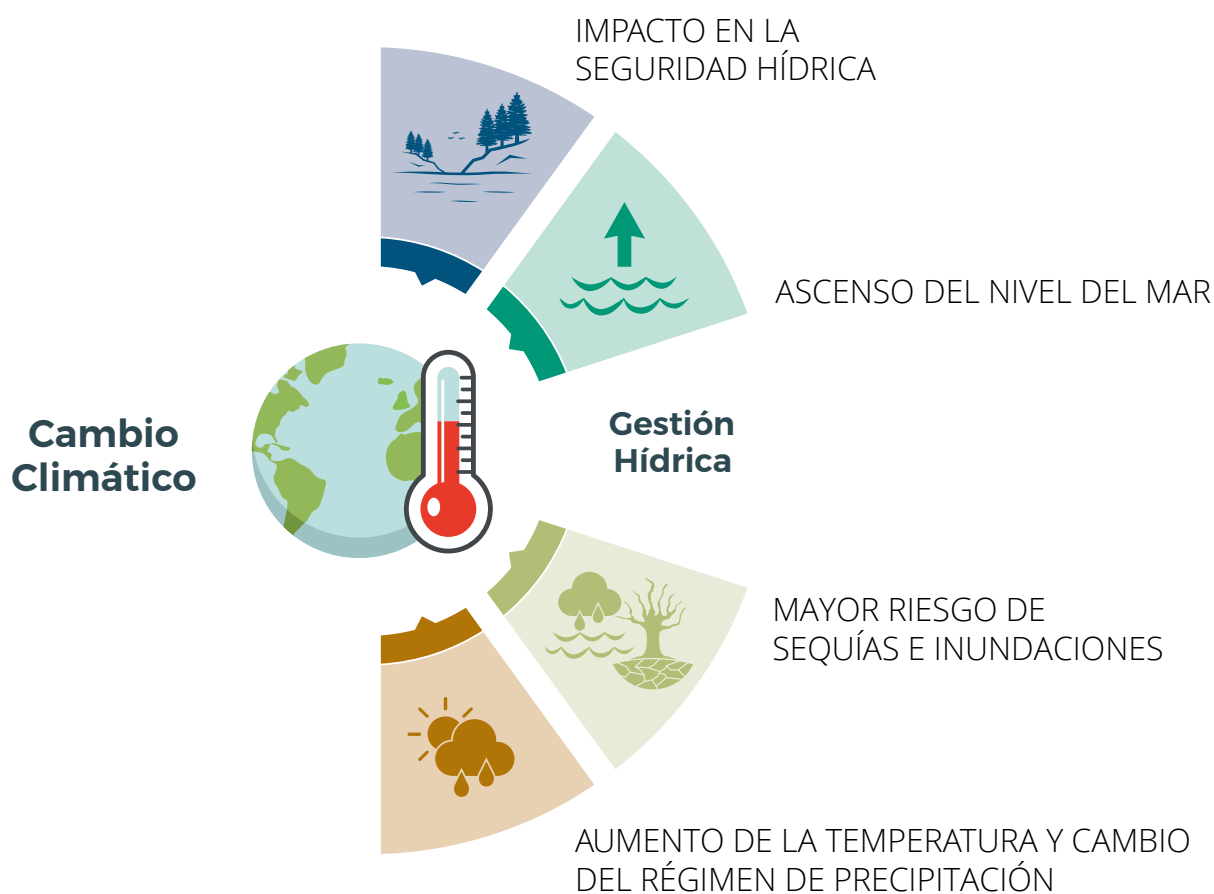 IMPACTO EN LA
SEGURIDAD HÍDRICA
ASCENSO DEL NIVEL DEL MAR
Cambio
Climático
Gestión
Hídrica
MAYOR RIESGO DE
SEQUÍAS E INUNDACIONES
AUMENTO DE LA TEMPERATURA Y CAMBIO
DEL RÉGIMEN DE PRECIPITACIÓN